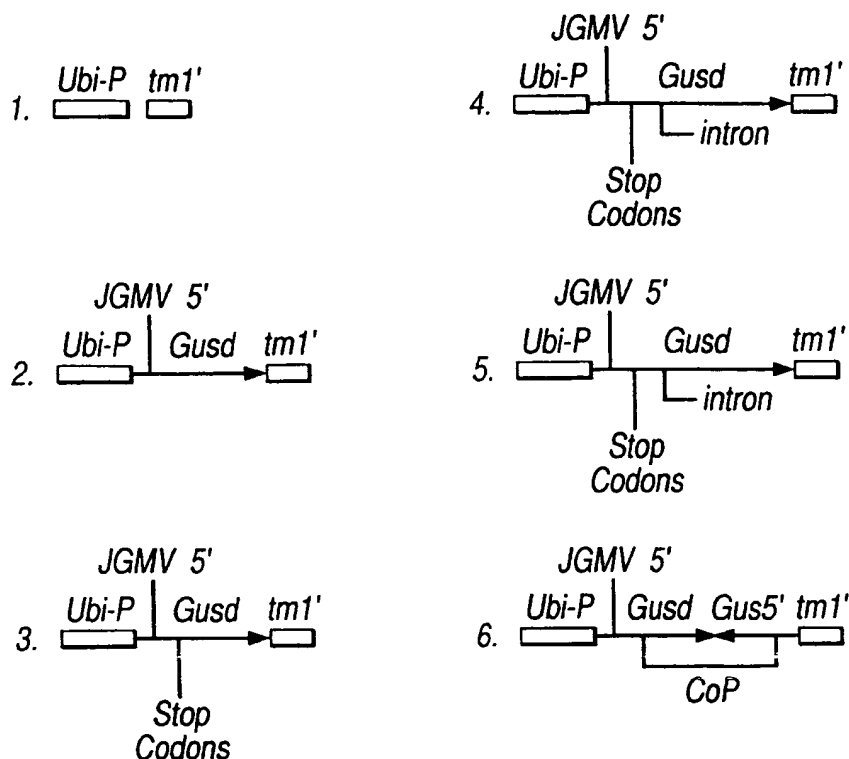 Ubi-P tm1'
1.
JGMV 5'
Ubi-P Gusd tm1'
2.
JGMV 5'
Ubi-P Gusd tm1'
3.
Stop
Codons
JGMV 5'
Ubi-P Gusd tm1'
4.
intron
Stop
Codons
JGMV 5'
Ubi-P Gusd tm1'
5.
intron
Stop
Codons
JGMV 5'
Ubi-P Gusd Gus5' tm1'
6.
CoP